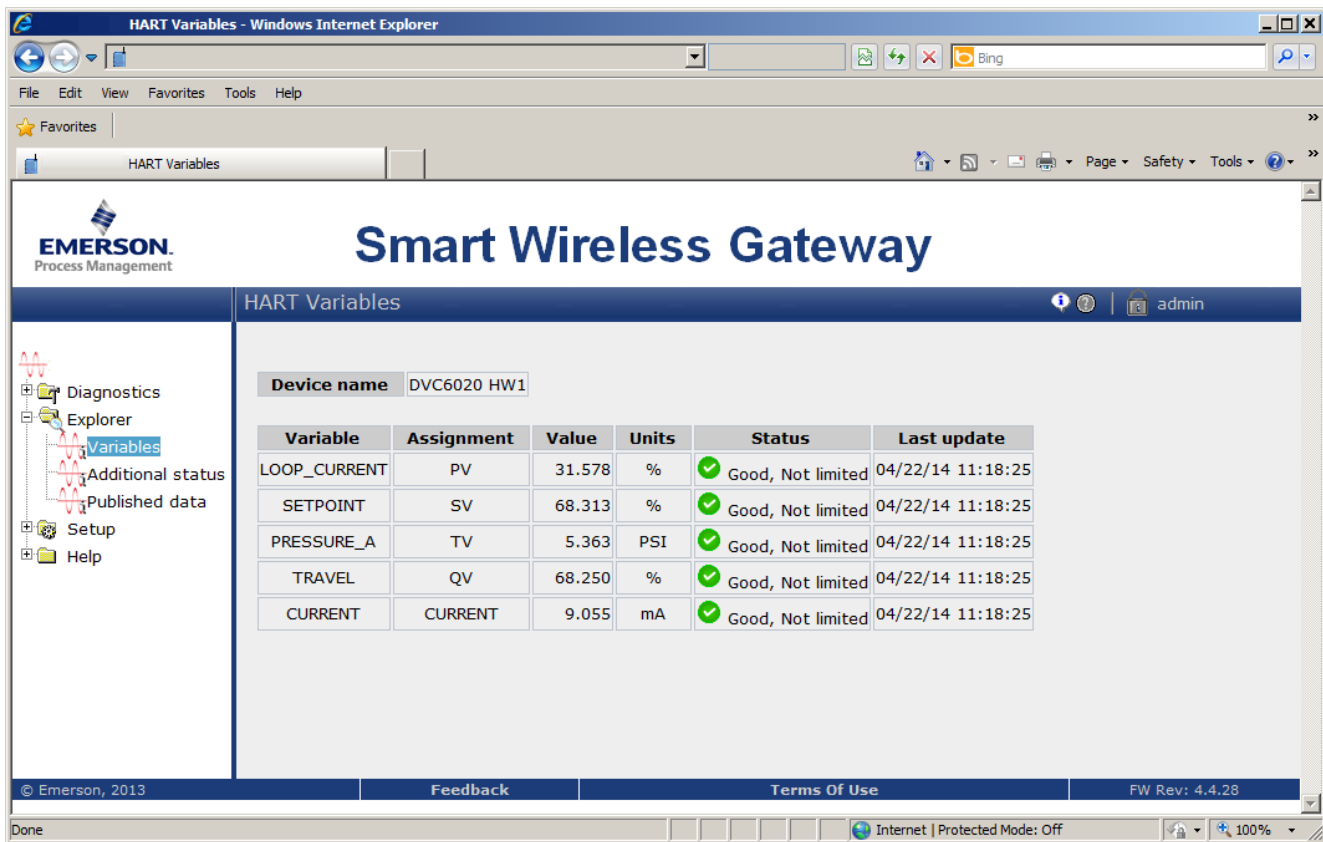 HART Variables - Windows Internet Explorer
Bing
File Edit View Favorites Tools Help
Favorites
»
HART Variables
Page Safety Tools »
EMERSON.
Process Management
Smart Wireless Gateway
HART Variables
admin
Diagnostics
Explorer
Variables
Additional status
Published data
Setup
Help
Device name DVC6020 HW1
Variable Assignment Value Units Status Last update
LOOP_CURRENT PV 31.578 % Good, Not limited 04/22/14 11:18:25
SETPOINT SV 68.313 % Good, Not limited 04/22/14 11:18:25
PRESSURE_A TV 5.363 PSI Good, Not limited 04/22/14 11:18:25
TRAVEL QV 68.250 % Good, Not limited 04/22/14 11:18:25
CURRENT CURRENT 9.055 mA Good, Not limited 04/22/14 11:18:25
© Emerson, 2013 Feedback Terms Of Use FW Rev: 4.4.28
Done Internet | Protected Mode: Off 100%